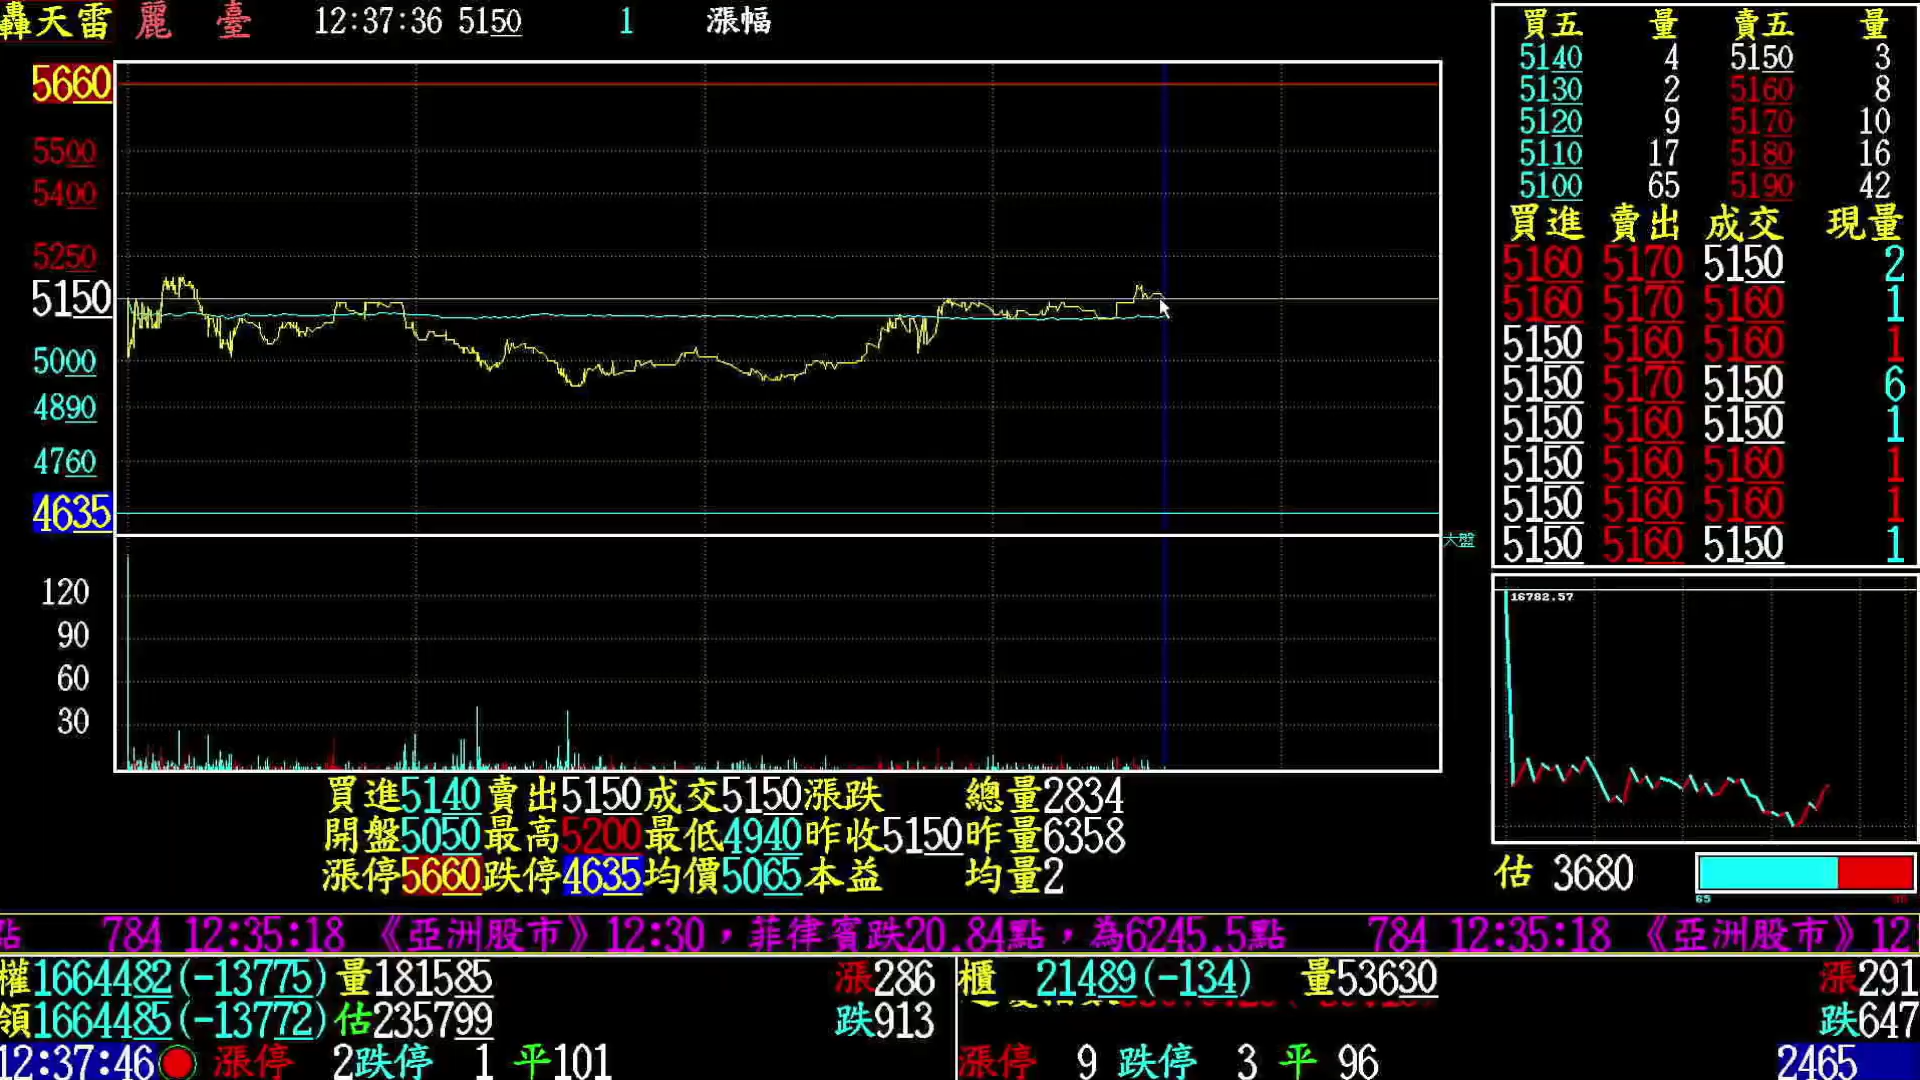 轟天雷 麗 臺 12:37:36 5150 1 漲幅
5660
5500
5400
5250
5150
5000
4890
4760
4635
大盤
120
90
60
30
買五 量 賣五 量
5140 4 5150 3
5130 2 5160 8
5120 9 5170 10
5110 17 5180 16
5100 65 5190 42
買進 賣出 成交 現量
5160 5170 5150 2
5160 5170 5160 1
5150 5160 5160 1
5150 5170 5150 6
5150 5160 5150 1
5150 5160 5160 1
5150 5160 5160 1
5150 5160 5150 1
16782.57
買進5140賣出5150成交5150漲跌 總量2834
開盤5050最高5200最低4940昨收5150昨量6358
漲停5660跌停4635均價5065本益 均量2
估 3680
65
點 784 12:35:18 《亞洲股市》12:30，菲律賓跌20.84點，為6245.5點 784 12:35:18 《亞洲股市》12:
權1664482(-13775)量181585 漲286
領1664485(-13772)估235799 跌913
12:37:46 漲停 2跌停 1 平101
櫃 21489(-134) 量53630 漲291
跌647
漲停 9 跌停 3 平 96 2465